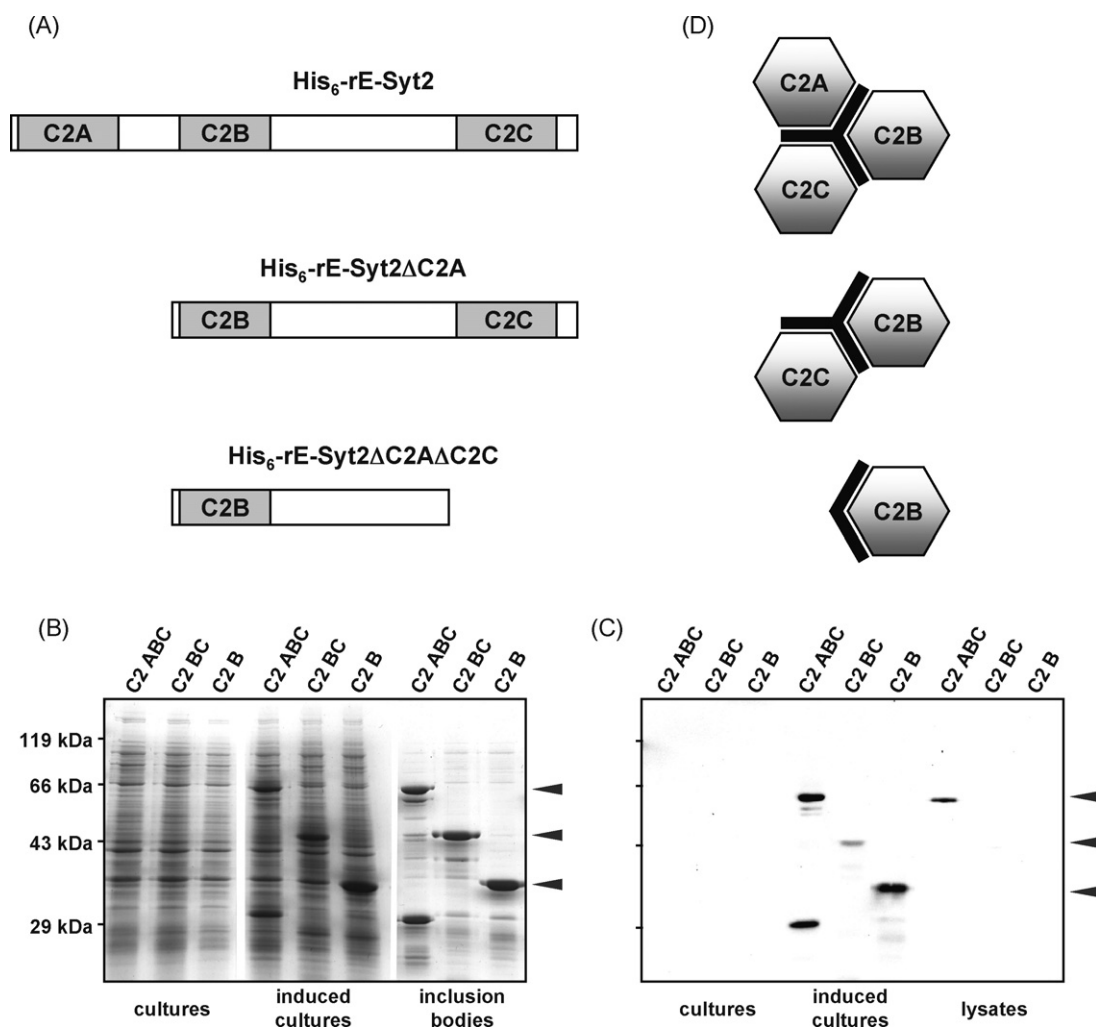 (A)
His6-rE-Syt2
C2A C2B C2C
His6-rE-Syt2ΔC2A
C2B C2C
His6-rE-Syt2ΔC2AΔC2C
C2B
(D)
C2A
C2B
C2C
C2B
C2C
C2B
(B)
C2 ABC C2 BC C2 B C2 ABC C2 BC C2 B C2 ABC C2 BC C2 B
119 kDa
66 kDa
43 kDa
29 kDa
cultures induced cultures inclusion bodies
(C)
C2 ABC C2 BC C2 B C2 ABC C2 BC C2 B C2 ABC C2 BC C2 B
cultures induced cultures lysates